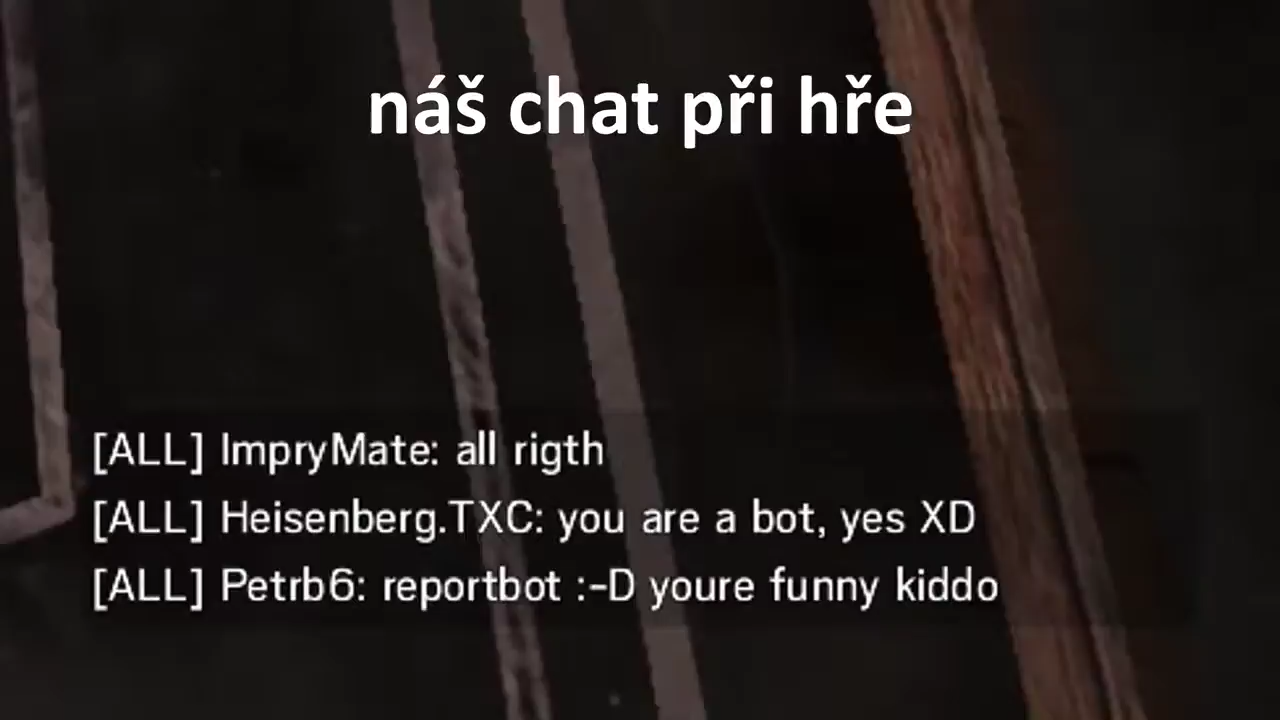 náš chat při hře
[ALL] ImpryMate: all rigth
[ALL] Heisenberg.TXC: you are a bot, yes XD
[ALL] Petrb6: reportbot :-D youre funny kiddo